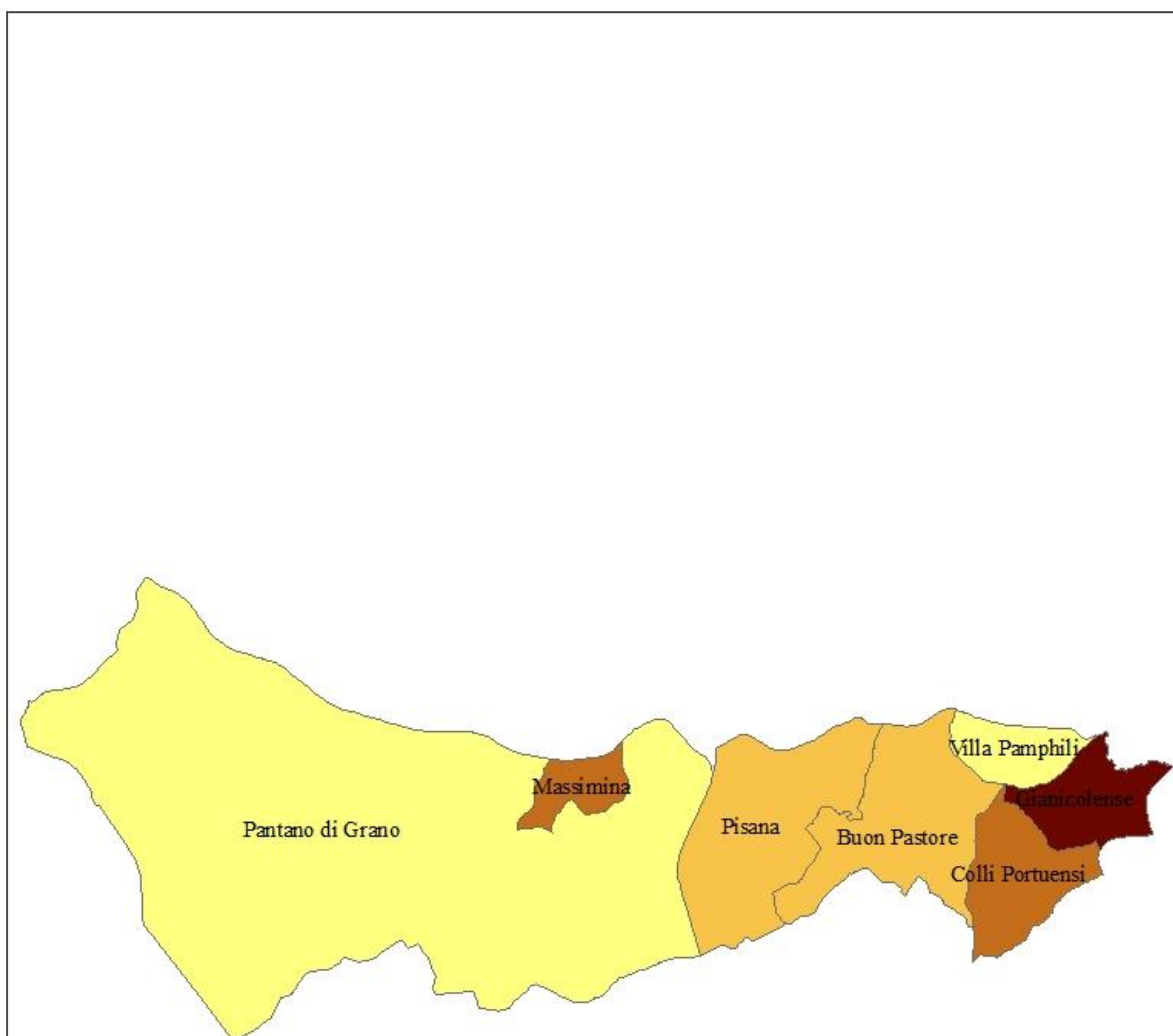 Villa Pamphili
Massimina
Gianicolense
Pantano di Grano
Pisana
Buon Pastore
Colli Portuensi